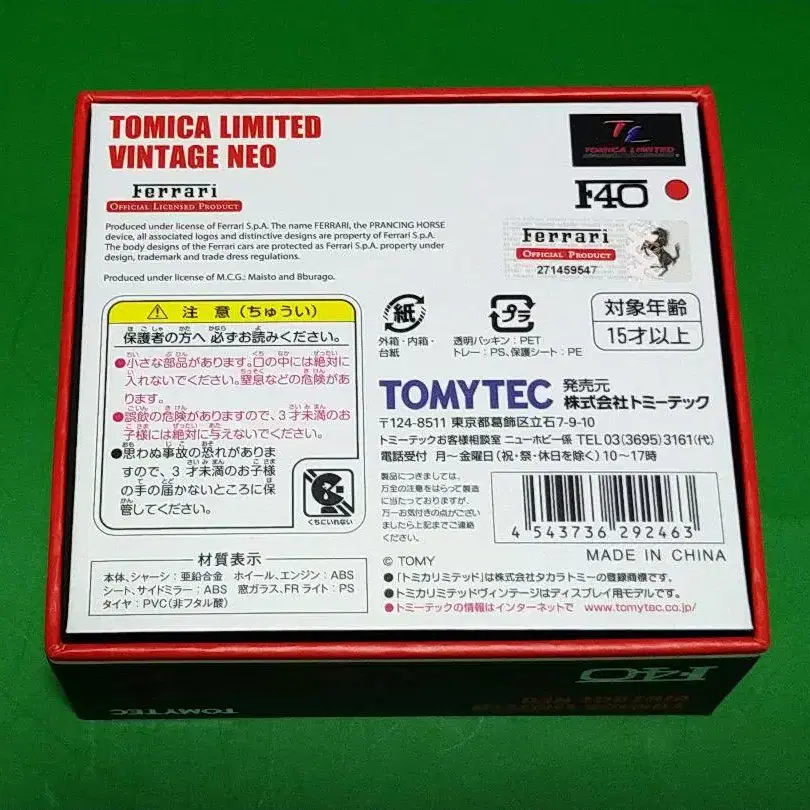 TOMICA LIMITED
VINTAGE NEO
TL
TOMICA LIMITED
F40
Ferrari
OFFICIAL LICENSED PRODUCT
Produced under license of Ferrari S.p.A. The name FERRARI, the PRANCING HORSE
device, all associated logos and distinctive designs are property of Ferrari S.p.A.
The body designs of the Ferrari cars are protected as Ferrari S.p.A. property under
design, trademark and trade dress regulations.
Produced under license of M.C.G.: Maisto and Bburago.
Ferrari
OFFICIAL PRODUCT
271459547
注 意（ちゅうい）
保護者の方へ 必ずお読みください。
●小さな部品があります。口の中には絶対に
入れないでください。窒息などの危険があ
ります。
●誤飲の危険がありますので、3 才未満のお
子様には絶対に与えないでください。
●思わぬ事故の恐れがありま
すので、3 才未満のお子様
の手の届かないところに保
管してください。
くちにいれない
紙
外箱・内箱・
台紙
プラ
透明パッキン：PET
トレー：PS、保護シート：PE
対象年齢
15才以上
TOMYTEC 発売元 株式会社トミーテック
〒124-8511 東京都葛飾区立石7-9-10
トミーテックお客様相談室 ニューホビー係 TEL 03(3695)3161(代)
電話受付 月〜金曜日(祝・祭・休日を除く) 10〜17時
製品につきましては、
万全の注意をはらって製造
に当たっておりますが、
万一お気付きの点がござい
ましたら上記までご連絡
ください。
4 543736 292463
MADE IN CHINA
材質表示
本体、シャーシ：亜鉛合金 ホイール、エンジン：ABS
シート、サイドミラー：ABS 窓ガラス、FR ライト：PS
タイヤ：PVC(非フタル酸)
© TOMY
●「トミカリミテッド」は株式会社タカラトミーの登録商標です。
●トミカリミテッドヴィンテージはディスプレイ用モデルです。
●トミーテックの情報はインターネットで www.tomytec.co.jp/
F40
TOMYTEC